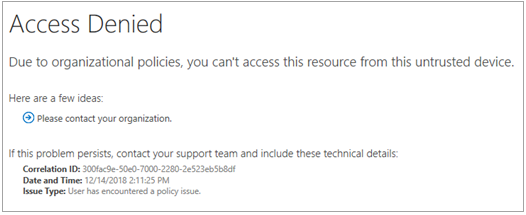 Access Denied
Due to organizational policies, you can't access this resource from this untrusted device.
Here are a few ideas:
Please contact your organization.
If this problem persists, contact your support team and include these technical details:
Correlation ID: 300fac9e-50e0-7000-2280-2e523eb5b8df
Date and Time: 12/14/2018 2:11:25 PM
Issue Type: User has encountered a policy issue.